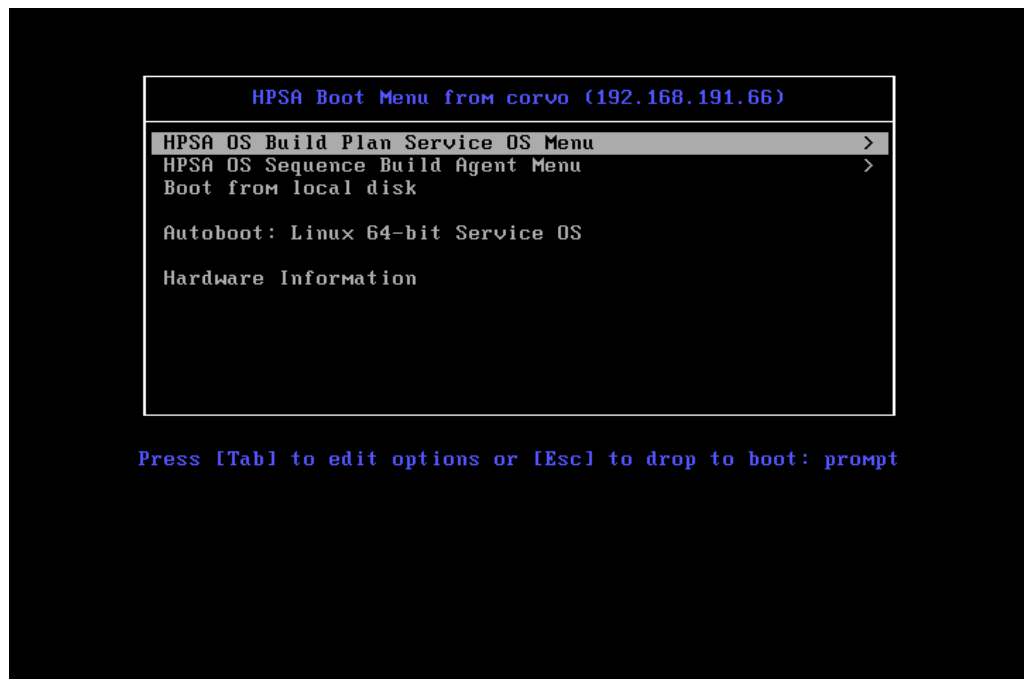 HPSA Boot Menu from corvo (192.168.191.66)
HPSA OS Build Plan Service OS Menu >
HPSA OS Sequence Build Agent Menu >
Boot from local disk
Autoboot: Linux 64-bit Service OS
Hardware Information
Press [Tab] to edit options or [Esc] to drop to boot: prompt